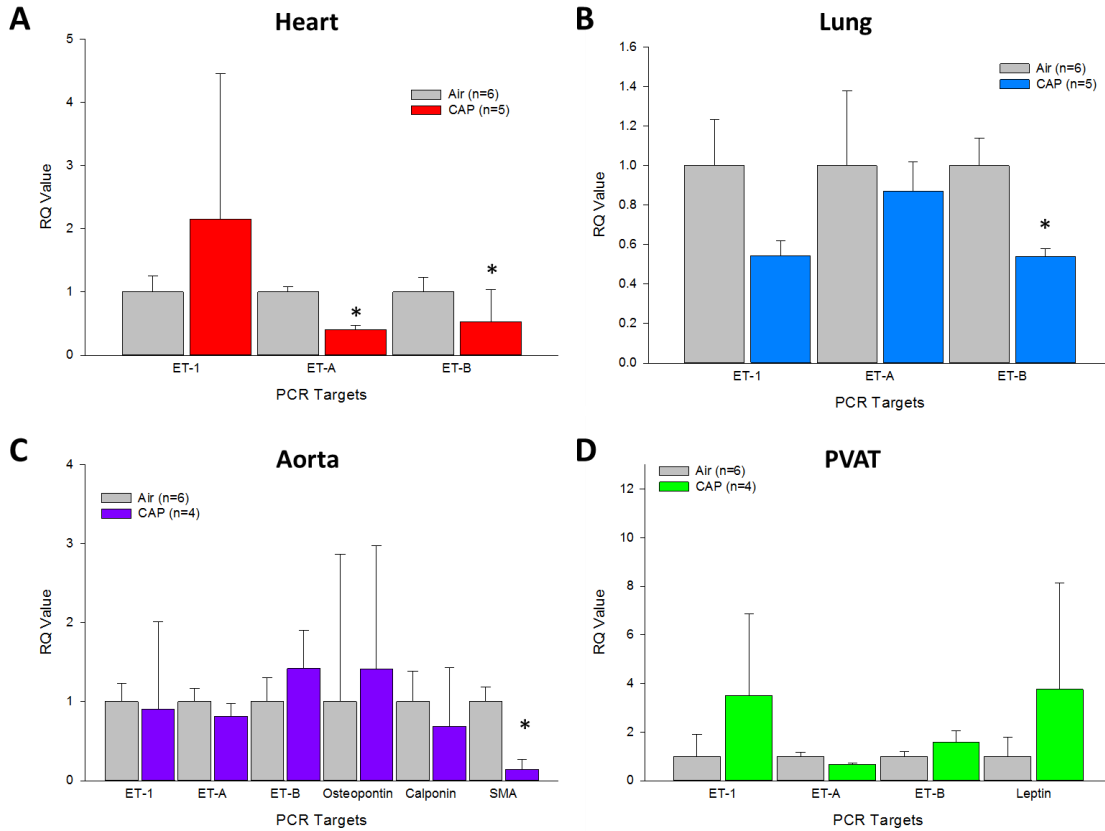 A
Heart
5
4
3
2
1
0
RQ Value
Air (n=6)
CAP (n=5)
*
*
ET-1 ET-A ET-B
PCR Targets
B
Lung
1.6
1.4
1.2
1.0
0.8
0.6
0.4
0.2
0.0
RQ Value
Air (n=6)
CAP (n=5)
*
ET-1 ET-A ET-B
PCR Targets
C
Aorta
4
3
2
1
0
RQ Value
Air (n=6)
CAP (n=4)
*
ET-1 ET-A ET-B Osteopontin Calponin SMA
PCR Targets
D
PVAT
12
10
8
6
4
2
0
RQ Value
Air (n=6)
CAP (n=4)
ET-1 ET-A ET-B Leptin
PCR Targets